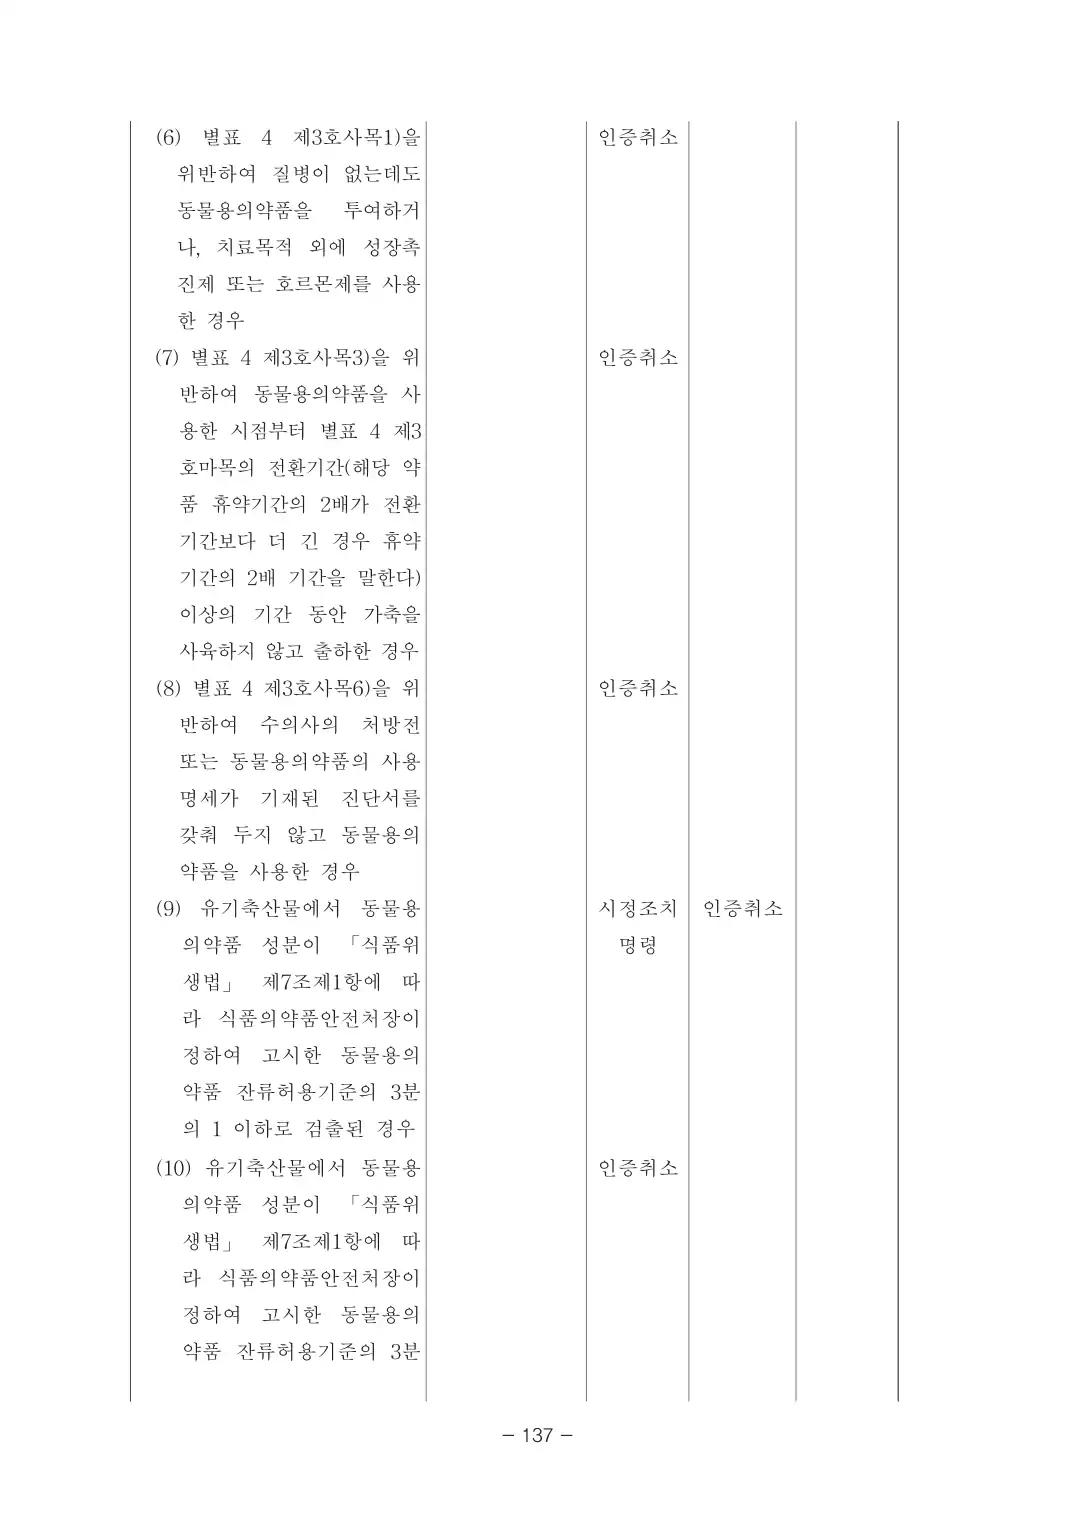 (6) 별표 4 제3호사목1)을 인증취소
위반하여 질병이 없는데도
동물용의약품을 투여하거
나, 치료목적 외에 성장촉
진제 또는 호르몬제를 사용
한 경우
(7) 별표 4 제3호사목3)을 위 인증취소
반하여 동물용의약품을 사
용한 시점부터 별표 4 제3
호마목의 전환기간(해당 약
품 휴약기간의 2배가 전환
기간보다 더 긴 경우 휴약
기간의 2배 기간을 말한다)
이상의 기간 동안 가축을
사육하지 않고 출하한 경우
(8) 별표 4 제3호사목6)을 위 인증취소
반하여 수의사의 처방전
또는 동물용의약품의 사용
명세가 기재된 진단서를
갖춰 두지 않고 동물용의
약품을 사용한 경우
(9) 유기축산물에서 동물용 시정조치 인증취소
의약품 성분이 「식품위 명령
생법」 제7조제1항에 따
라 식품의약품안전처장이
정하여 고시한 동물용의
약품 잔류허용기준의 3분
의 1 이하로 검출된 경우
(10) 유기축산물에서 동물용 인증취소
의약품 성분이 「식품위
생법」 제7조제1항에 따
라 식품의약품안전처장이
정하여 고시한 동물용의
약품 잔류허용기준의 3분
- 137 -